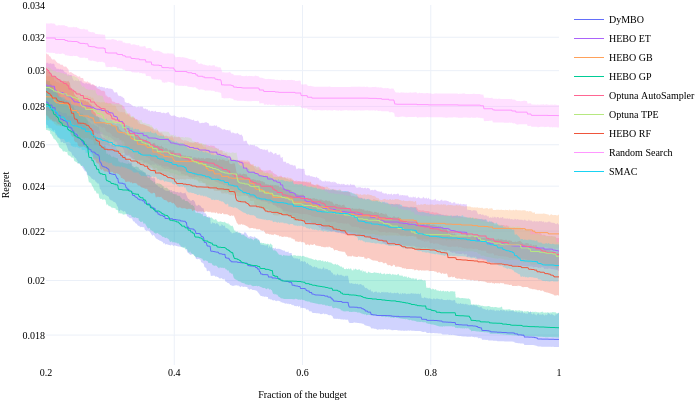 0.034
0.032
0.03
0.028
0.026
0.024
0.022
0.02
0.018
Regret
0.2
0.4
0.6
0.8
1
Fraction of the budget
DyMBO
HEBO ET
HEBO GB
HEBO GP
Optuna AutoSampler
Optuna TPE
HEBO RF
Random Search
SMAC